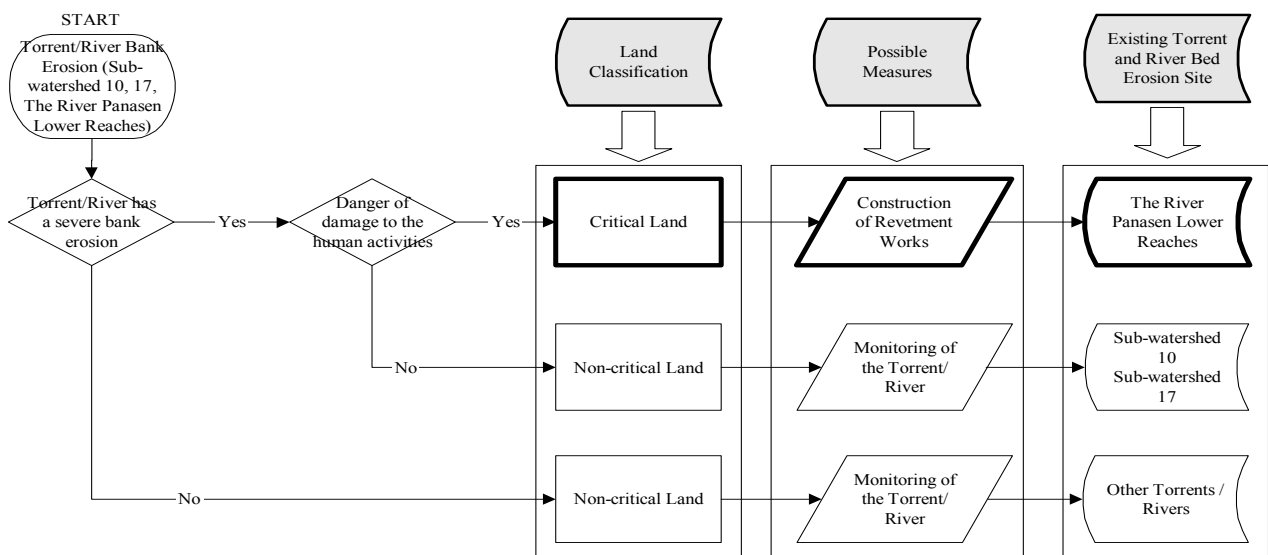 START
Torrent/River Bank
Erosion (Sub-
watershed 10, 17,
The River Panasen
Lower Reaches)
Land
Classification
Possible
Measures
Existing Torrent
and River Bed
Erosion Site
Torrent/River has
a severe bank
erosion
Yes
Danger of
damage to the
human activities
Yes
Critical Land
Construction
of Revetment
Works
The River
Panasen Lower
Reaches
No
Non-critical Land
Monitoring of
the Torrent/
River
Sub-watershed
10
Sub-watershed
17
No
Non-critical Land
Monitoring of
the Torrent/
River
Other Torrents /
Rivers